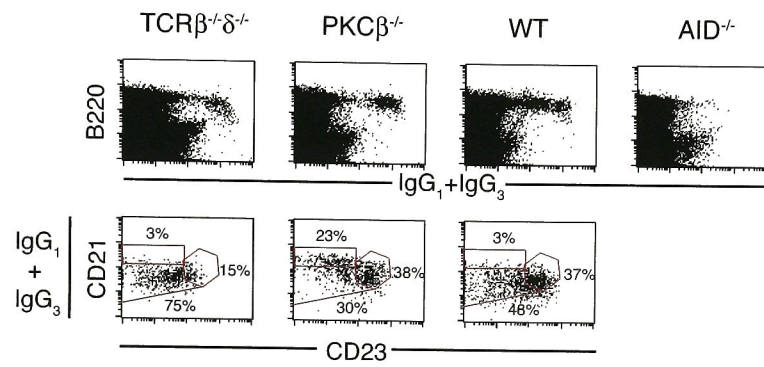 TCRβ-/-δ-/- PKCβ-/- WT AID-/-
B220
IgG1+IgG3
IgG1
+
IgG3
CD21
3% 15% 75%
23% 38% 30%
3% 37% 48%
CD23